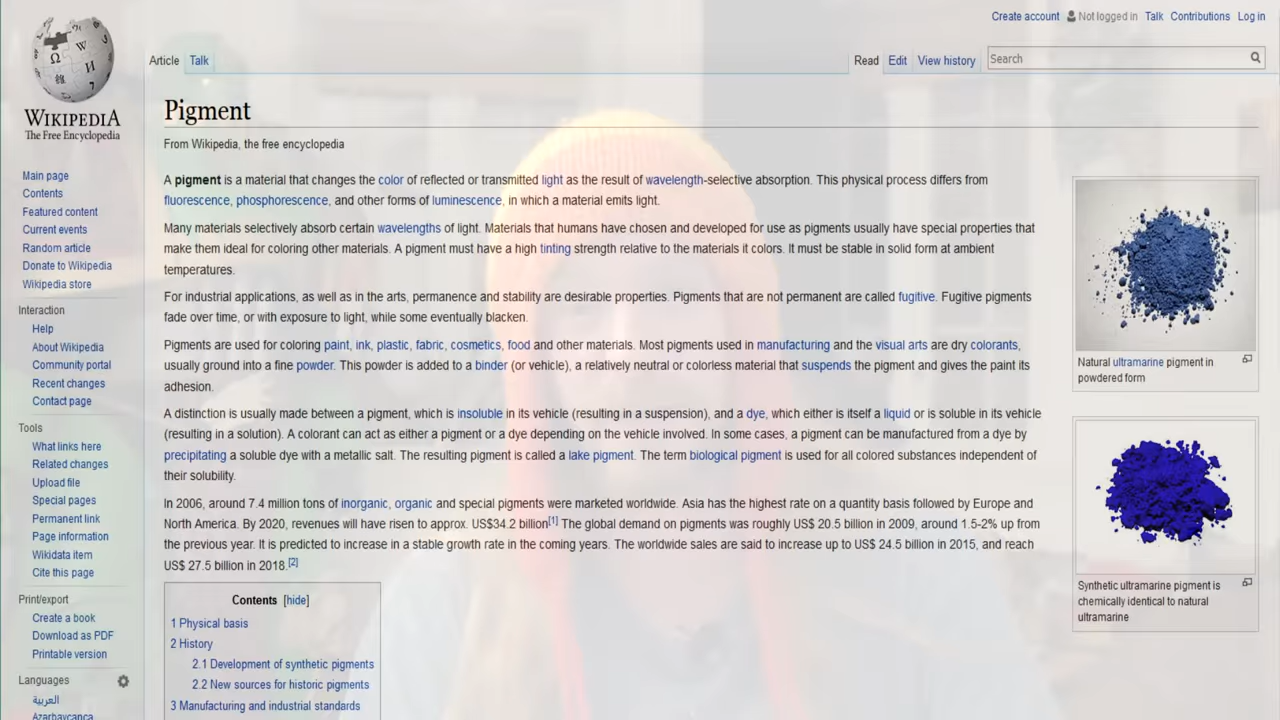 Create account Not logged in Talk Contributions Log in
Article Talk Read Edit View history Search
WIKIPEDIA
The Free Encyclopedia
Main page
Contents
Featured content
Current events
Random article
Donate to Wikipedia
Wikipedia store
Interaction
Help
About Wikipedia
Community portal
Recent changes
Contact page
Tools
What links here
Related changes
Upload file
Special pages
Permanent link
Page information
Wikidata item
Cite this page
Print/export
Create a book
Download as PDF
Printable version
Languages
العربية
Azərbaycanca
Pigment
From Wikipedia, the free encyclopedia
A pigment is a material that changes the color of reflected or transmitted light as the result of wavelength-selective absorption. This physical process differs from
fluorescence, phosphorescence, and other forms of luminescence, in which a material emits light.
Many materials selectively absorb certain wavelengths of light. Materials that humans have chosen and developed for use as pigments usually have special properties that
make them ideal for coloring other materials. A pigment must have a high tinting strength relative to the materials it colors. It must be stable in solid form at ambient
temperatures.
For industrial applications, as well as in the arts, permanence and stability are desirable properties. Pigments that are not permanent are called fugitive. Fugitive pigments
fade over time, or with exposure to light, while some eventually blacken.
Pigments are used for coloring paint, ink, plastic, fabric, cosmetics, food and other materials. Most pigments used in manufacturing and the visual arts are dry colorants,
usually ground into a fine powder. This powder is added to a binder (or vehicle), a relatively neutral or colorless material that suspends the pigment and gives the paint its
adhesion.
A distinction is usually made between a pigment, which is insoluble in its vehicle (resulting in a suspension), and a dye, which either is itself a liquid or is soluble in its vehicle
(resulting in a solution). A colorant can act as either a pigment or a dye depending on the vehicle involved. In some cases, a pigment can be manufactured from a dye by
precipitating a soluble dye with a metallic salt. The resulting pigment is called a lake pigment. The term biological pigment is used for all colored substances independent of
their solubility.
In 2006, around 7.4 million tons of inorganic, organic and special pigments were marketed worldwide. Asia has the highest rate on a quantity basis followed by Europe and
North America. By 2020, revenues will have risen to approx. US$34.2 billion[1] The global demand on pigments was roughly US$ 20.5 billion in 2009, around 1.5-2% up from
the previous year. It is predicted to increase in a stable growth rate in the coming years. The worldwide sales are said to increase up to US$ 24.5 billion in 2015, and reach
US$ 27.5 billion in 2018.[2]
Contents [hide]
1 Physical basis
2 History
2.1 Development of synthetic pigments
2.2 New sources for historic pigments
3 Manufacturing and industrial standards
Natural ultramarine pigment in
powdered form
Synthetic ultramarine pigment is
chemically identical to natural
ultramarine